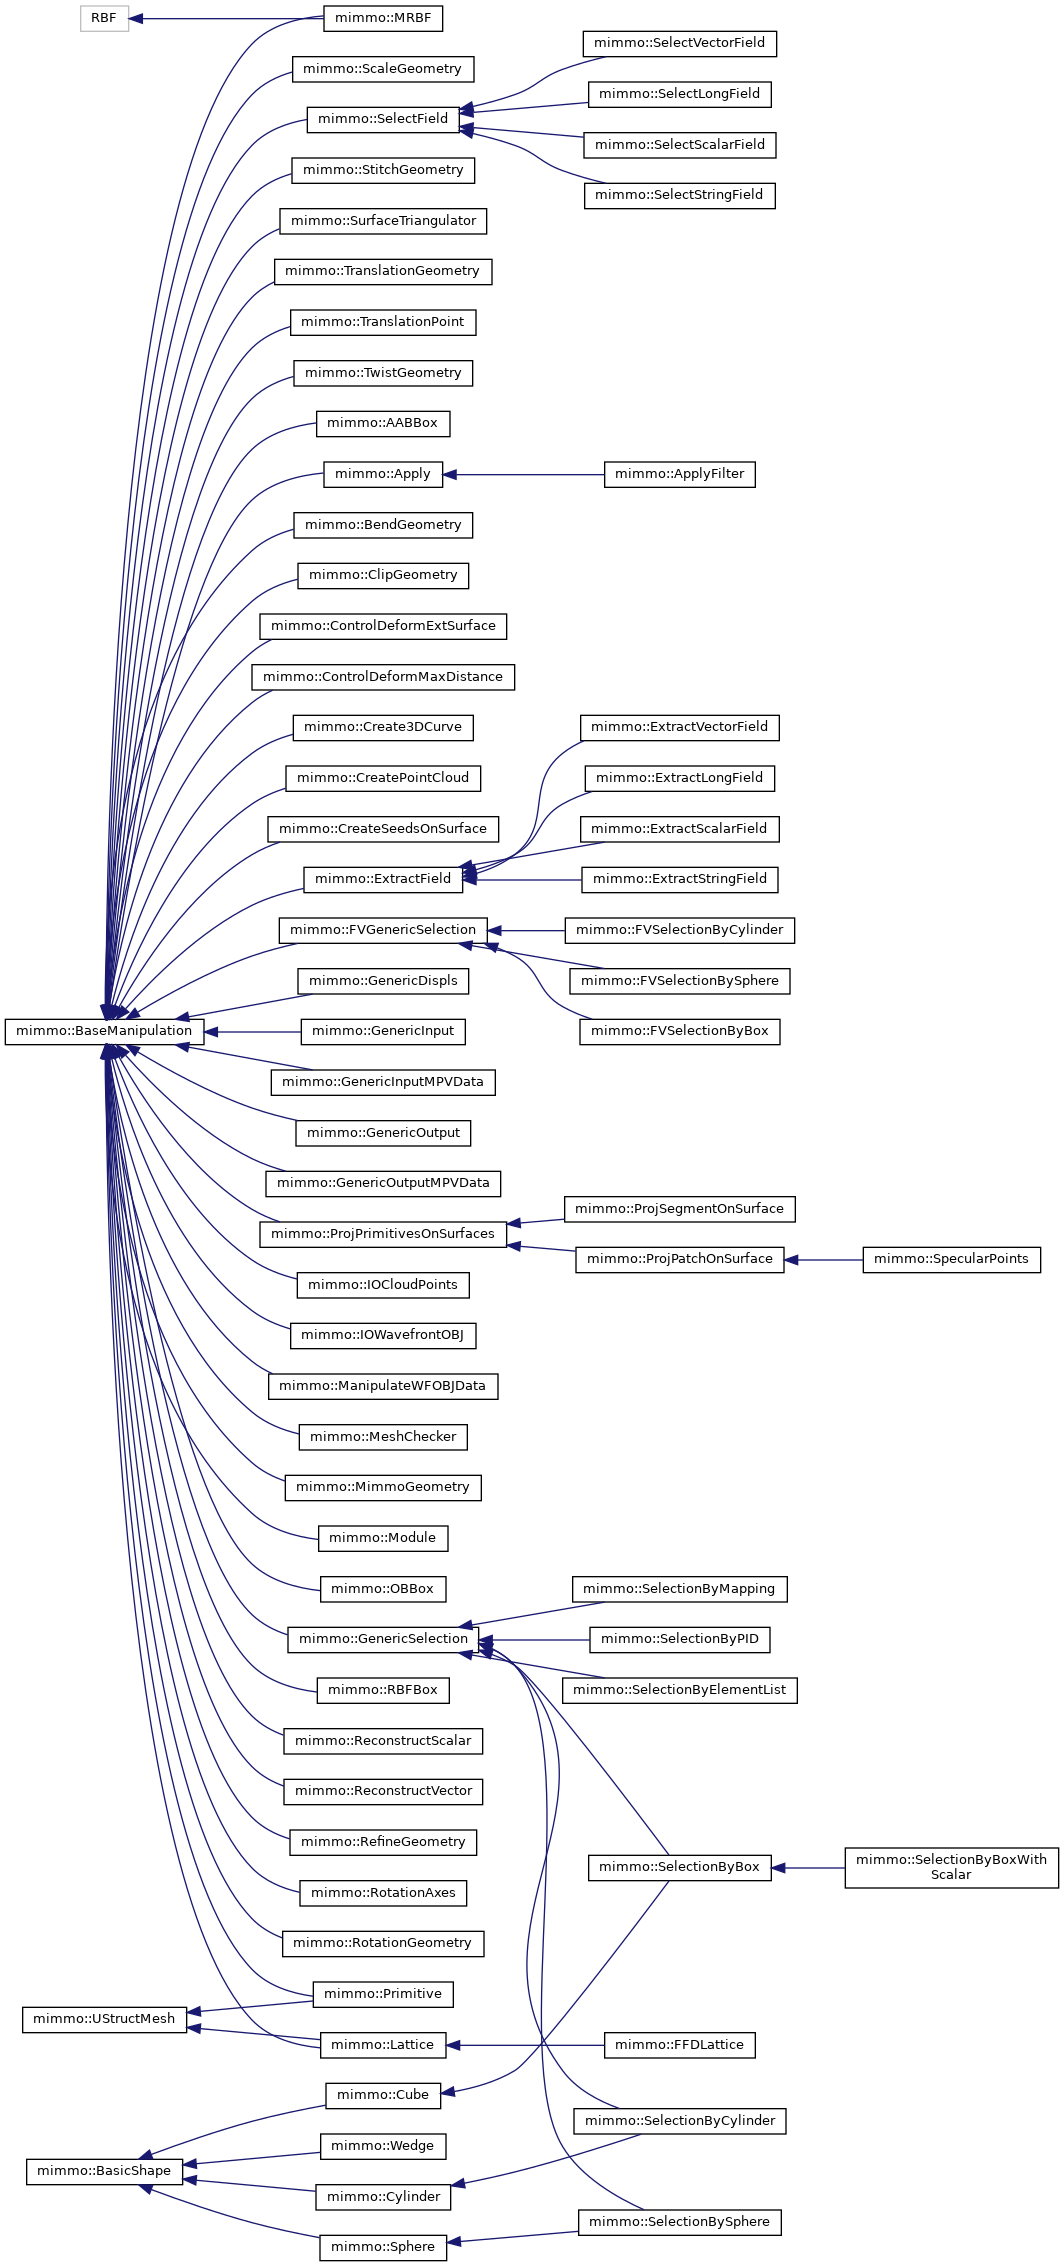 RBF
mimmo::MRBF
mimmo::SelectVectorField
mimmo::ScaleGeometry
mimmo::SelectLongField
mimmo::SelectField
mimmo::SelectScalarField
mimmo::StitchGeometry
mimmo::SelectStringField
mimmo::SurfaceTriangulator
mimmo::TranslationGeometry
mimmo::TranslationPoint
mimmo::TwistGeometry
mimmo::AABBox
mimmo::Apply
mimmo::ApplyFilter
mimmo::BendGeometry
mimmo::ClipGeometry
mimmo::ControlDeformExtSurface
mimmo::ControlDeformMaxDistance
mimmo::Create3DCurve
mimmo::ExtractVectorField
mimmo::CreatePointCloud
mimmo::ExtractLongField
mimmo::CreateSeedsOnSurface
mimmo::ExtractScalarField
mimmo::ExtractField
mimmo::ExtractStringField
mimmo::FVGenericSelection
mimmo::FVSelectionByCylinder
mimmo::GenericDispls
mimmo::FVSelectionBySphere
mimmo::BaseManipulation
mimmo::GenericInput
mimmo::FVSelectionByBox
mimmo::GenericInputMPVData
mimmo::GenericOutput
mimmo::GenericOutputMPVData
mimmo::ProjSegmentOnSurface
mimmo::ProjPrimitivesOnSurfaces
mimmo::ProjPatchOnSurface
mimmo::SpecularPoints
mimmo::IOCloudPoints
mimmo::IOWavefrontOBJ
mimmo::ManipulateWFOBJData
mimmo::MeshChecker
mimmo::MimmoGeometry
mimmo::Module
mimmo::OBBox
mimmo::SelectionByMapping
mimmo::GenericSelection
mimmo::SelectionByPID
mimmo::RBFBox
mimmo::SelectionByElementList
mimmo::ReconstructScalar
mimmo::ReconstructVector
mimmo::RefineGeometry
mimmo::SelectionByBox
mimmo::SelectionByBoxWith
Scalar
mimmo::RotationAxes
mimmo::RotationGeometry
mimmo::Primitive
mimmo::UStructMesh
mimmo::Lattice
mimmo::FFDLattice
mimmo::Cube
mimmo::SelectionByCylinder
mimmo::Wedge
mimmo::BasicShape
mimmo::Cylinder
mimmo::SelectionBySphere
mimmo::Sphere